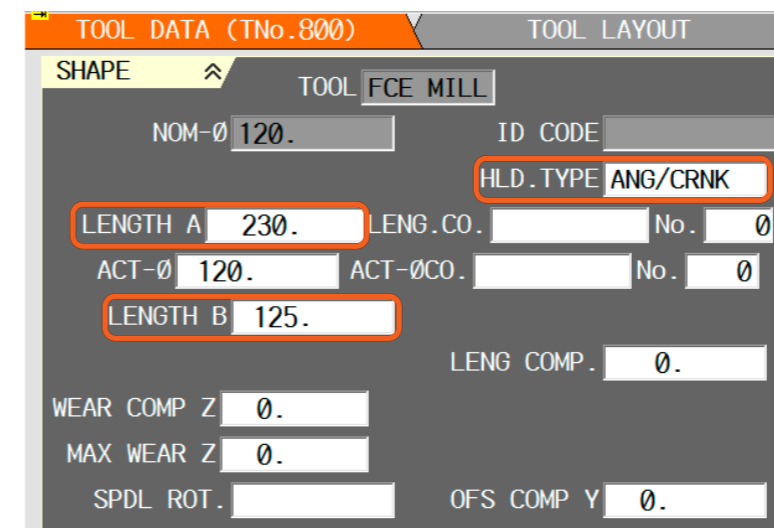 TOOL DATA (TNo.800) TOOL LAYOUT
SHAPE
TOOL FCE MILL
NOM-Ø 120. ID CODE
HLD.TYPE ANG/CRNK
LENGTH A 230. LENG.CO. No. 0
ACT-Ø 120. ACT-ØCO. No. 0
LENGTH B 125.
LENG COMP. 0.
WEAR COMP Z 0.
MAX WEAR Z 0.
SPDL ROT. OFS COMP Y 0.